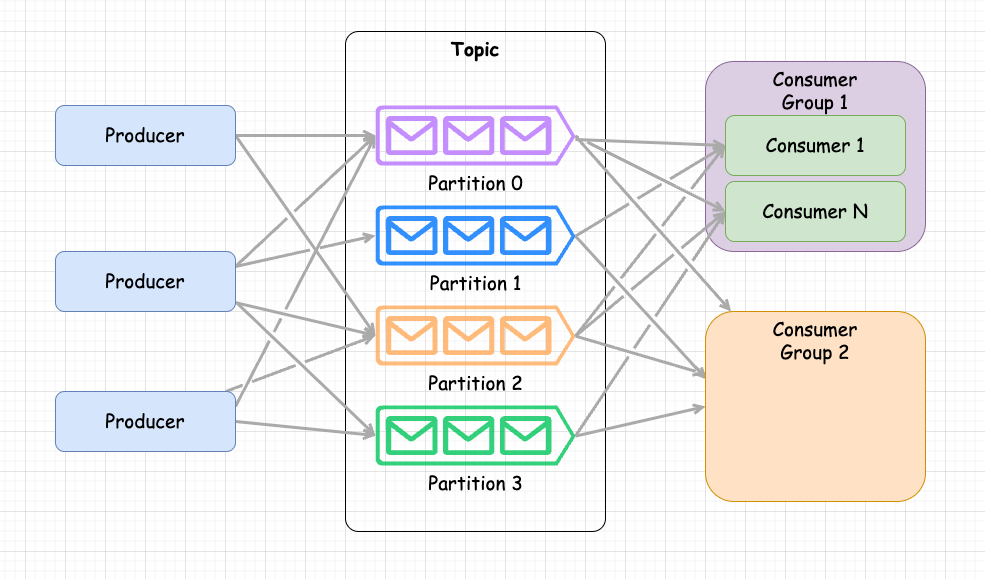 Topic
Producer
Producer
Producer
Partition 0
Partition 1
Partition 2
Partition 3
Consumer
Group 1
Consumer 1
Consumer N
Consumer
Group 2